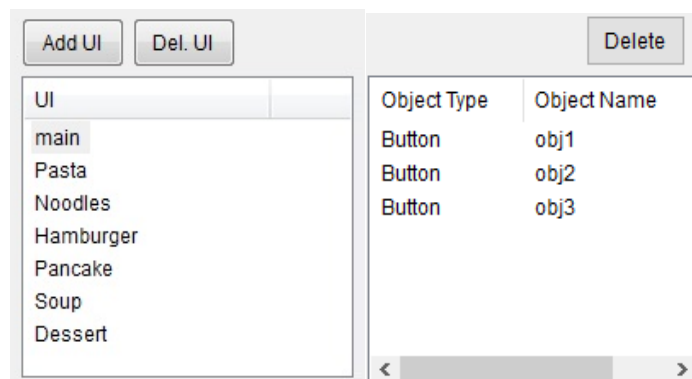 Add UI Del. UI
UI
main
Pasta
Noodles
Hamburger
Pancake
Soup
Dessert
Delete
Object Type Object Name
Button obj1
Button obj2
Button obj3